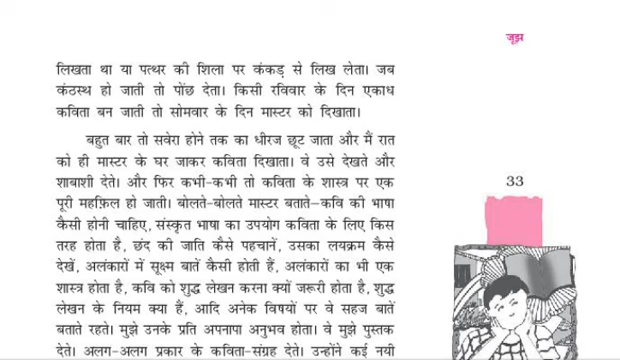 जूझ
लिखता था या पत्थर की शिला पर कंकड़ से लिख लेता। जब
कंठस्थ हो जाती तो पोंछ देता। किसी रविवार के दिन एकाध
कविता बन जाती तो सोमवार के दिन मास्टर को दिखाता।
बहुत बार तो सवेरा होने तक का धीरज छूट जाता और मैं रात
को ही मास्टर के घर जाकर कविता दिखाता। वे उसे देखते और
शाबाशी देते। और फिर कभी-कभी तो कविता के शास्त्र पर एक
पूरी महफ़िल हो जाती। बोलते-बोलते मास्टर बताते—कवि की भाषा
कैसी होनी चाहिए, संस्कृत भाषा का उपयोग कविता के लिए किस
तरह होता है, छंद की जाति कैसे पहचानें, उसका लयक्रम कैसे
देखें, अलंकारों में सूक्ष्म बातें कैसी होती हैं, अलंकारों का भी एक
शास्त्र होता है, कवि को शुद्ध लेखन करना क्यों जरूरी होता है, शुद्ध
लेखन के नियम क्या हैं, आदि अनेक विषयों पर वे सहज बातें
बताते रहते। मुझे उनके प्रति अपनापा अनुभव होता। वे मुझे पुस्तक
देते। अलग-अलग प्रकार के कविता-संग्रह देते। उन्होंने कई नयी
33